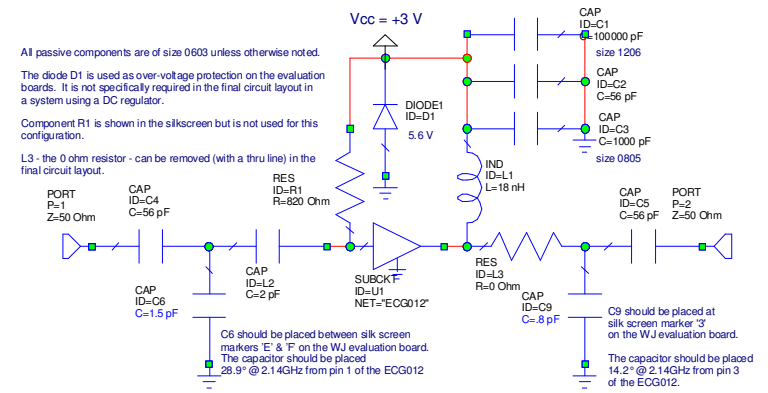 Vcc = +3 V
CAP
ID=C1
C=100000 pF
size 1206
All passive components are of size 0603 unless otherwise noted.
The diode D1 is used as over-voltage protection on the evaluation
boards. It is not specifically required in the final circuit layout in
a system using a DC regulator.
Component R1 is shown in the silkscreen but is not used for this
configuration.
L3 - the 0 ohm resistor - can be removed (with a thru line) in the
final circuit layout.
CAP
ID=C2
C=56 pF
DIODE1
ID=D1
5.6 V
CAP
ID=C3
C=1000 pF
size 0805
IND
ID=L1
L=18 nH
RES
ID=R1
R=820 Ohm
PORT
P=1
Z=50 Ohm
CAP
ID=C4
C=56 pF
CAP
ID=C5
C=56 pF
PORT
P=2
Z=50 Ohm
CAP
ID=C6
C=1.5 pF
CAP
ID=L2
C=2 pF
SUBCKT
ID=U1
NET="ECG012"
RES
ID=L3
R=0 Ohm
CAP
ID=C9
C=.8 pF
C6 should be placed between silk screen
markers 'E' & 'F' on the WJ evaluation board.
The capacitor should be placed
28.9° @ 2.14GHz from pin 1 of the ECG012
C9 should be placed at
silk screen marker '3'
on the WJ evaluation board.
The capacitor should be placed
14.2° @ 2.14GHz from pin 3
of the ECG012.